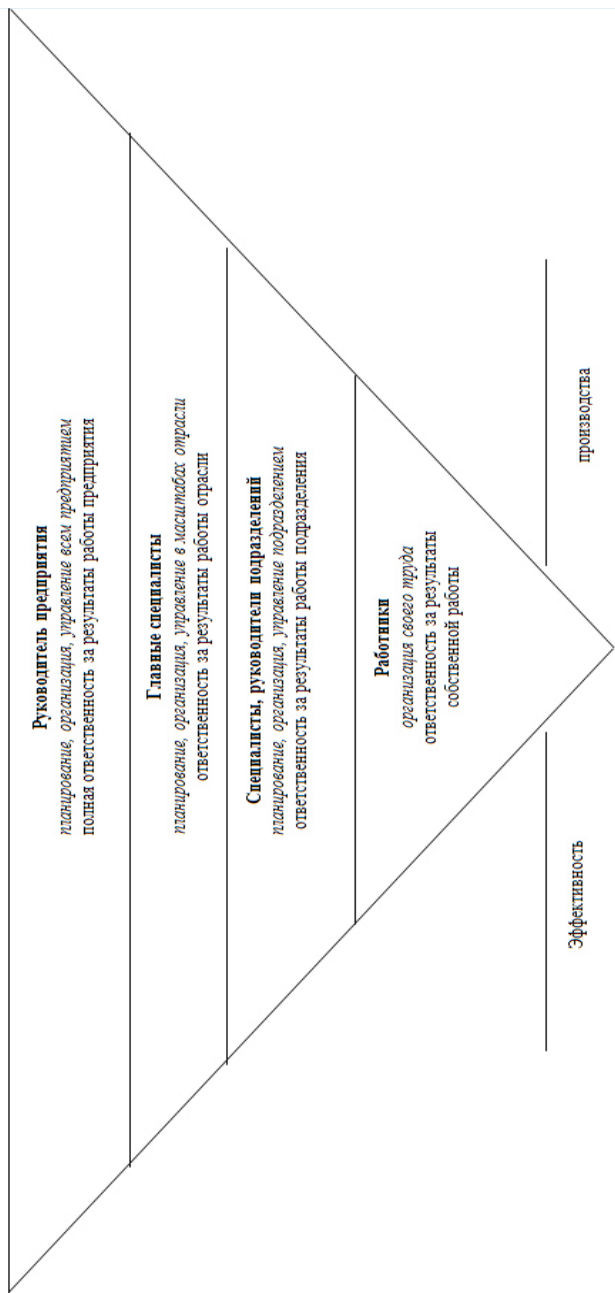 Руководитель предприятия
планирование, организация, управление всем предприятием
полная ответственность за результаты работы предприятия
Главные специалисты
планирование, организация, управление в масштабах отрасли
ответственность за результаты работы отрасли
Специалисты, руководители подразделений
планирование, организация, управление подразделением
ответственность за результаты работы подразделения
Работники
организация своего труда
ответственность за результаты
собственной работы
Эффективность
производства